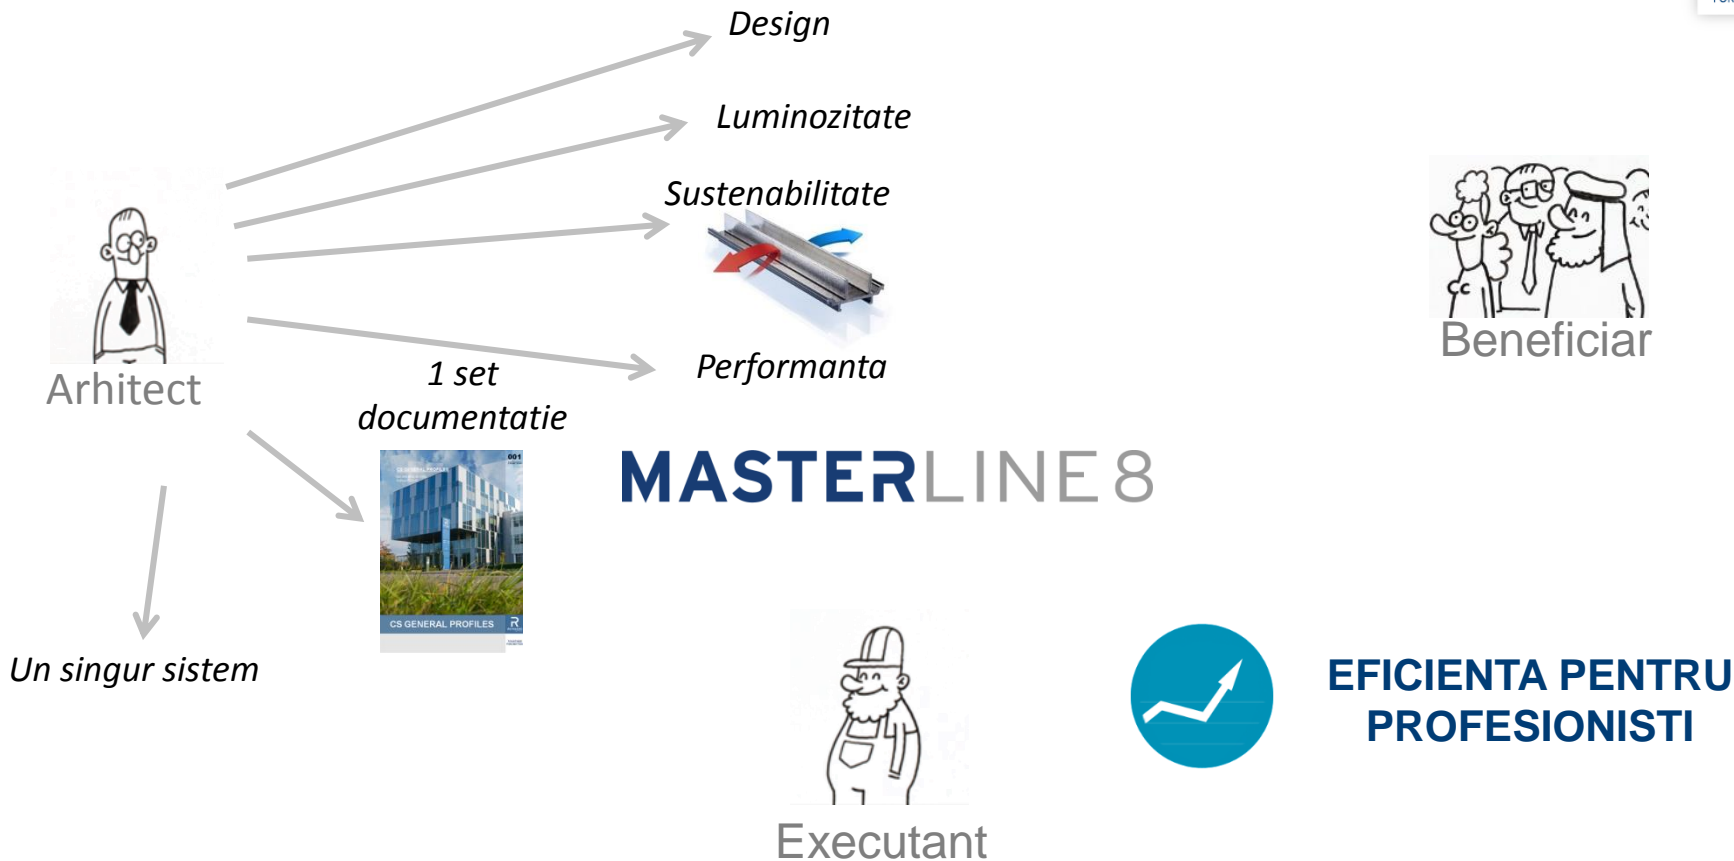 Design
Luminozitate
Sustenabilitate
Performanta
Arhitect
1 set
documentatie
001
CS GENERAL PROFILES
Un singur sistem
MASTERLINE 8
Beneficiar
Executant
EFICIENTA PENTRU
PROFESIONISTI